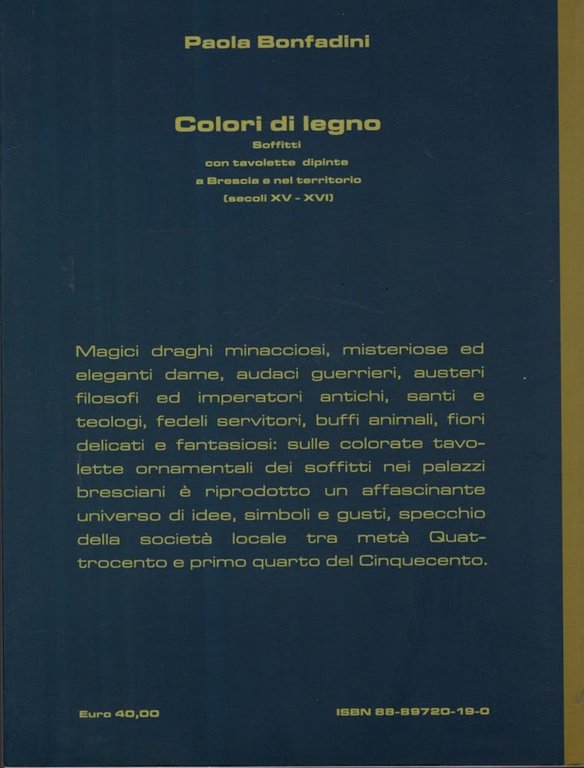 Paola Bonfadini
Colori di legno
Soffitti
con tavolette dipinte
a Brescia e nel territorio
(secoli XV - XVI)
Magici draghi minacciosi, misteriose ed
eleganti dame, audaci guerrieri, austeri
filosofi ed imperatori antichi, santi e
teologi, fedeli servitori, buffi animali, fiori
delicati e fantasiosi: sulle colorate tavo-
lette ornamentali dei soffitti nei palazzi
bresciani è riprodotto un affascinante
universo di idee, simboli e gusti, specchio
della società locale tra metà Quat-
trocento e primo quarto del Cinquecento.
Euro 40,00
ISBN 88-89720-19-0